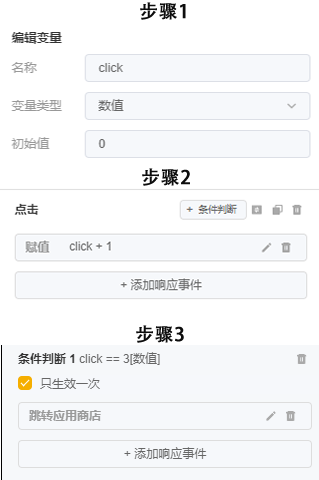 步骤1
编辑变量
名称 click
变量类型 数值
初始值 0
步骤2
点击 + 条件判断
赋值 click + 1
+ 添加响应事件
步骤3
条件判断 1 click == 3[数值]
只生效一次
跳转应用商店
+ 添加响应事件